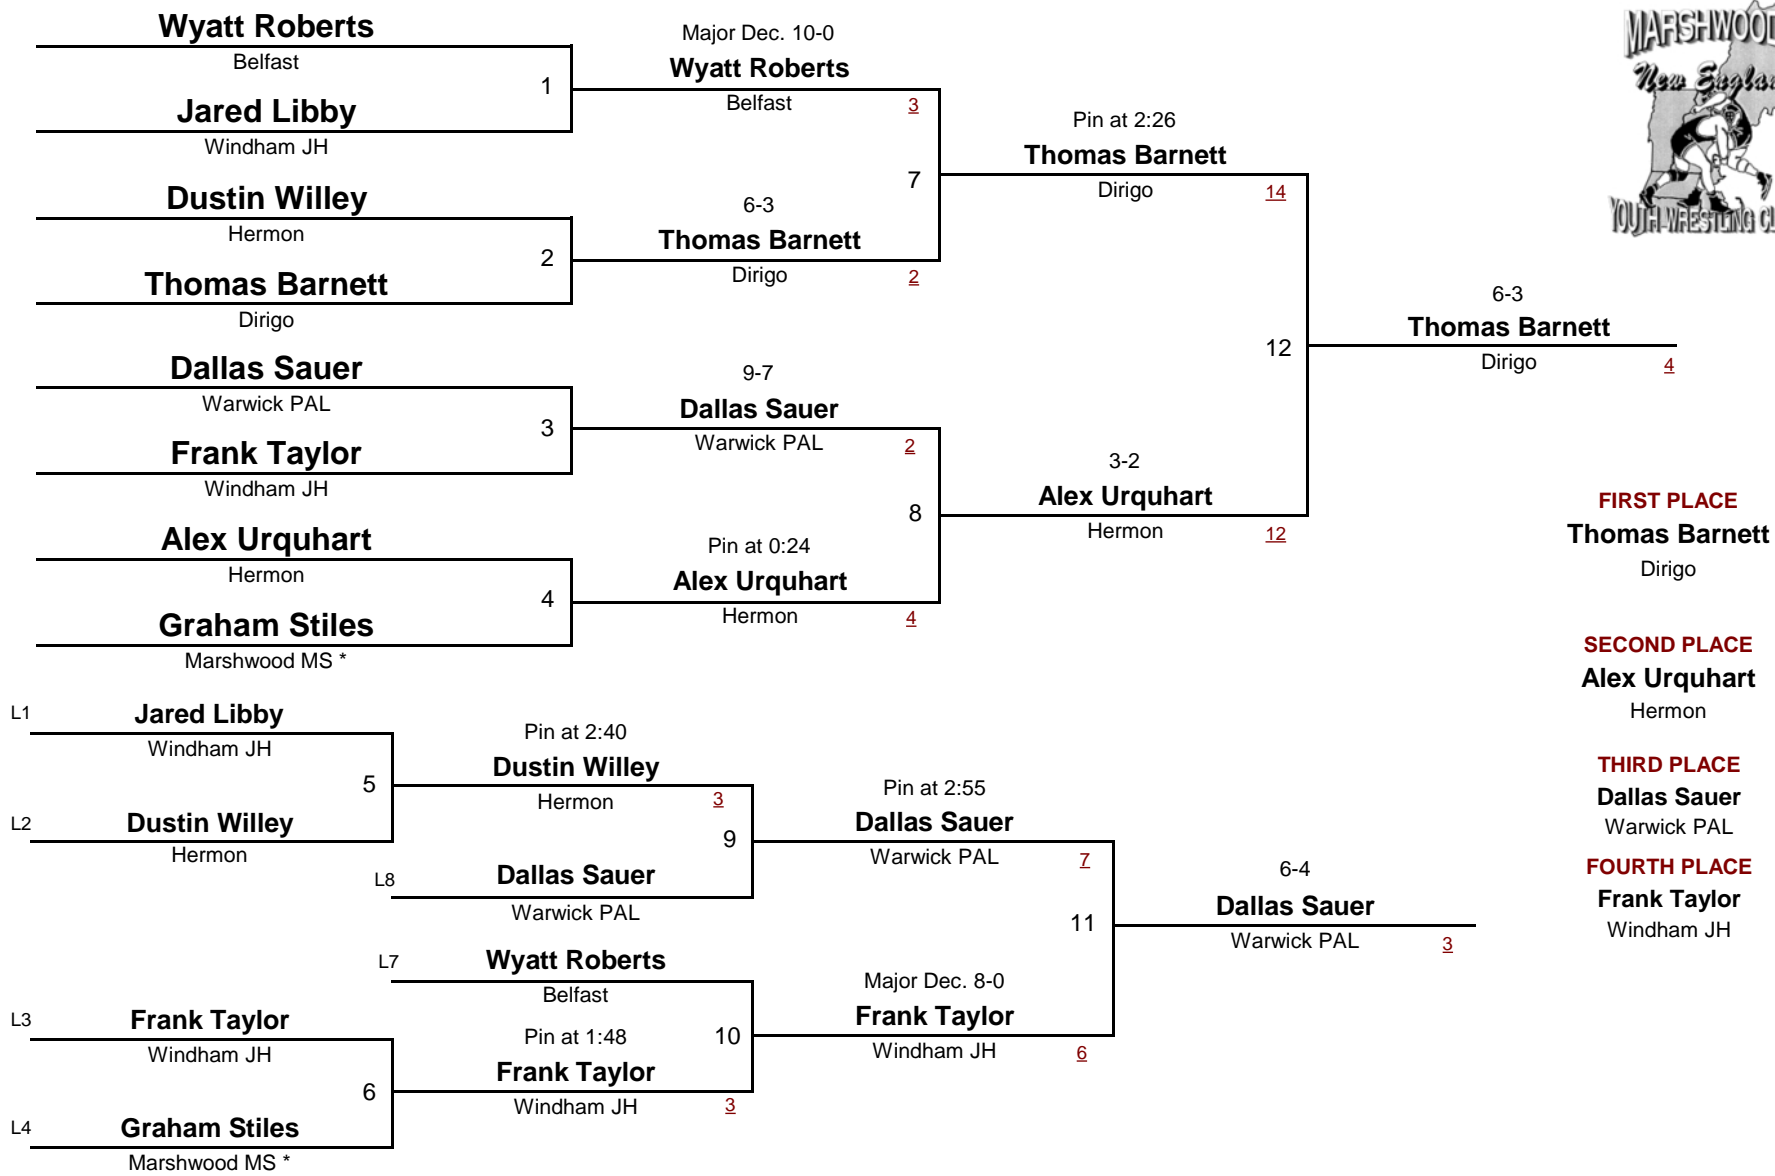 Wyatt Roberts
Belfast
1
Jared Libby
Windham JH
Dustin Willey
Hermon
2
Thomas Barnett
Dirigo
Dallas Sauer
Warwick PAL
3
Frank Taylor
Windham JH
Alex Urquhart
Hermon
4
Graham Stiles
Marshwood MS *
Major Dec. 10-0
Wyatt Roberts
Belfast
3
7
6-3
Thomas Barnett
Dirigo
2
9-7
Dallas Sauer
Warwick PAL
2
8
Pin at 0:24
Alex Urquhart
Hermon
4
Pin at 2:26
Thomas Barnett
Dirigo
14
12
3-2
Alex Urquhart
Hermon
12
6-3
Thomas Barnett
Dirigo
4
MARSHWOOD
New England
YOUTH WRESTLING CL
FIRST PLACE
Thomas Barnett
Dirigo
SECOND PLACE
Alex Urquhart
Hermon
THIRD PLACE
Dallas Sauer
Warwick PAL
FOURTH PLACE
Frank Taylor
Windham JH
L1
Jared Libby
Windham JH
5
L2
Dustin Willey
Hermon
Pin at 2:40
Dustin Willey
Hermon
3
9
L8
Dallas Sauer
Warwick PAL
L7
Wyatt Roberts
Belfast
10
L3
Frank Taylor
Windham JH
6
L4
Graham Stiles
Marshwood MS *
Pin at 1:48
Frank Taylor
Windham JH
3
Pin at 2:55
Dallas Sauer
Warwick PAL
7
11
Major Dec. 8-0
Frank Taylor
Windham JH
6
6-4
Dallas Sauer
Warwick PAL
3